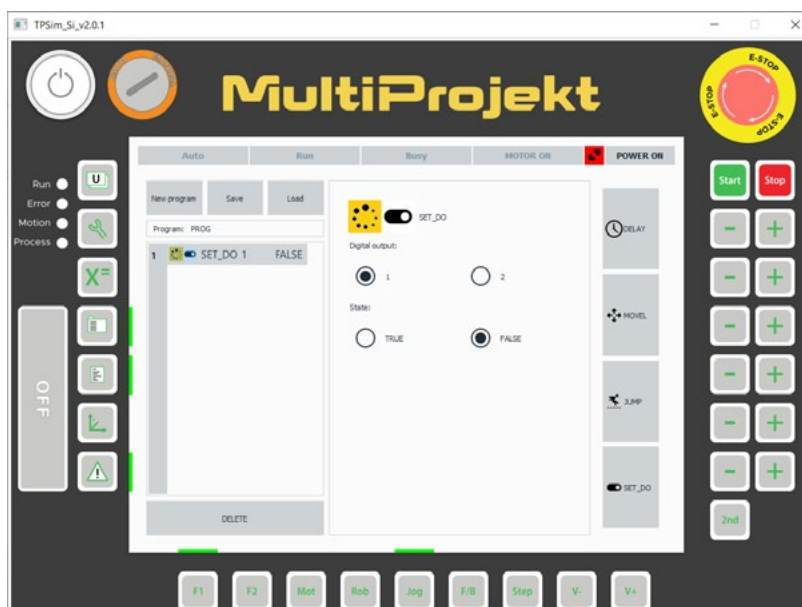 TPSim_Si_v2.0.1
MultiProjekt
E-STOP
E-STOP
E-STOP
E-STOP
Auto Run Busy MOTOR ON POWER ON
Run
Error
Motion
Process
U
X=
OFF
New program Save Load
Program: PROG
1 SET_DO 1 FALSE
DELETE
SET_DO
Digital output:
1 2
State:
TRUE FALSE
DELAY
MOVEL
JUMP
SET_DO
Start Stop
- +
- +
- +
- +
- +
- +
2nd
F1 F2 Mot Rob Jog F/B Step V- V+